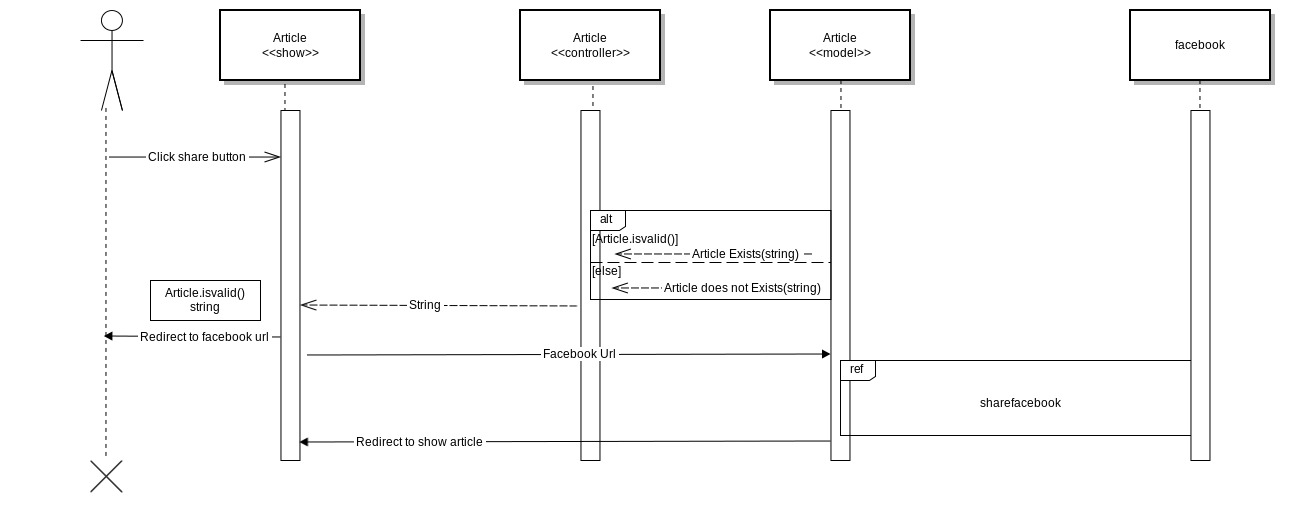 Article
<<show>>
Article
<<controller>>
Article
<<model>>
facebook
Click share button
alt
[Article.isvalid()]
Article Exists(string)
[else]
Article does not Exists(string)
Article.isvalid()
string
String
Redirect to facebook url
Facebook Url
ref
sharefacebook
Redirect to show article